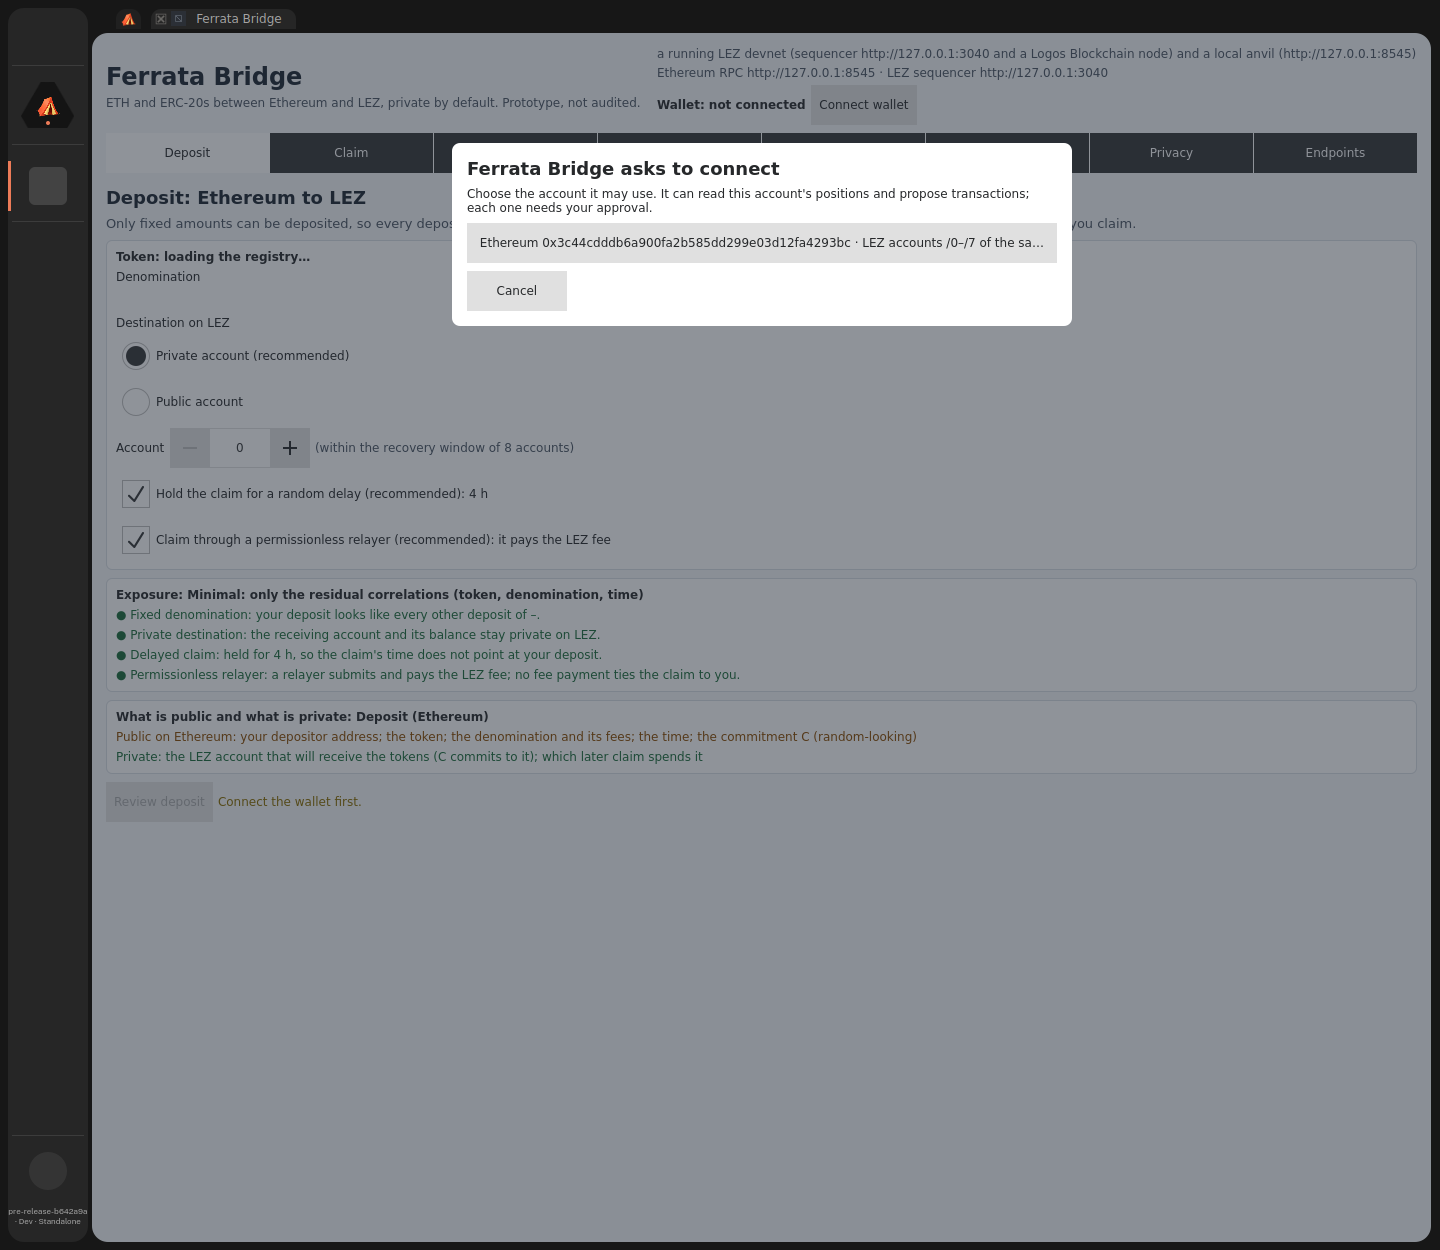 Ferrata Bridge
a running LEZ devnet (sequencer http://127.0.0.1:3040 and a Logos Blockchain node) and a local anvil (http://127.0.0.1:8545)
Ferrata Bridge
Ethereum RPC http://127.0.0.1:8545 · LEZ sequencer http://127.0.0.1:3040
ETH and ERC-20s between Ethereum and LEZ, private by default. Prototype, not audited.
Wallet: not connected Connect wallet
Deposit Claim Privacy Endpoints
Ferrata Bridge asks to connect
Choose the account it may use. It can read this account's positions and propose transactions;
each one needs your approval.
Ethereum 0x3c44cdddb6a900fa2b585dd299e03d12fa4293bc · LEZ accounts /0–/7 of the sa…
Cancel
Deposit: Ethereum to LEZ
Only fixed amounts can be deposited, so every depos you claim.
Token: loading the registry…
Denomination
Destination on LEZ
Private account (recommended)
Public account
Account 0 (within the recovery window of 8 accounts)
Hold the claim for a random delay (recommended): 4 h
Claim through a permissionless relayer (recommended): it pays the LEZ fee
Exposure: Minimal: only the residual correlations (token, denomination, time)
● Fixed denomination: your deposit looks like every other deposit of –.
● Private destination: the receiving account and its balance stay private on LEZ.
● Delayed claim: held for 4 h, so the claim's time does not point at your deposit.
● Permissionless relayer: a relayer submits and pays the LEZ fee; no fee payment ties the claim to you.
What is public and what is private: Deposit (Ethereum)
Public on Ethereum: your depositor address; the token; the denomination and its fees; the time; the commitment C (random-looking)
Private: the LEZ account that will receive the tokens (C commits to it); which later claim spends it
Review deposit Connect the wallet first.
pre-release-b642a9a
· Dev · Standalone